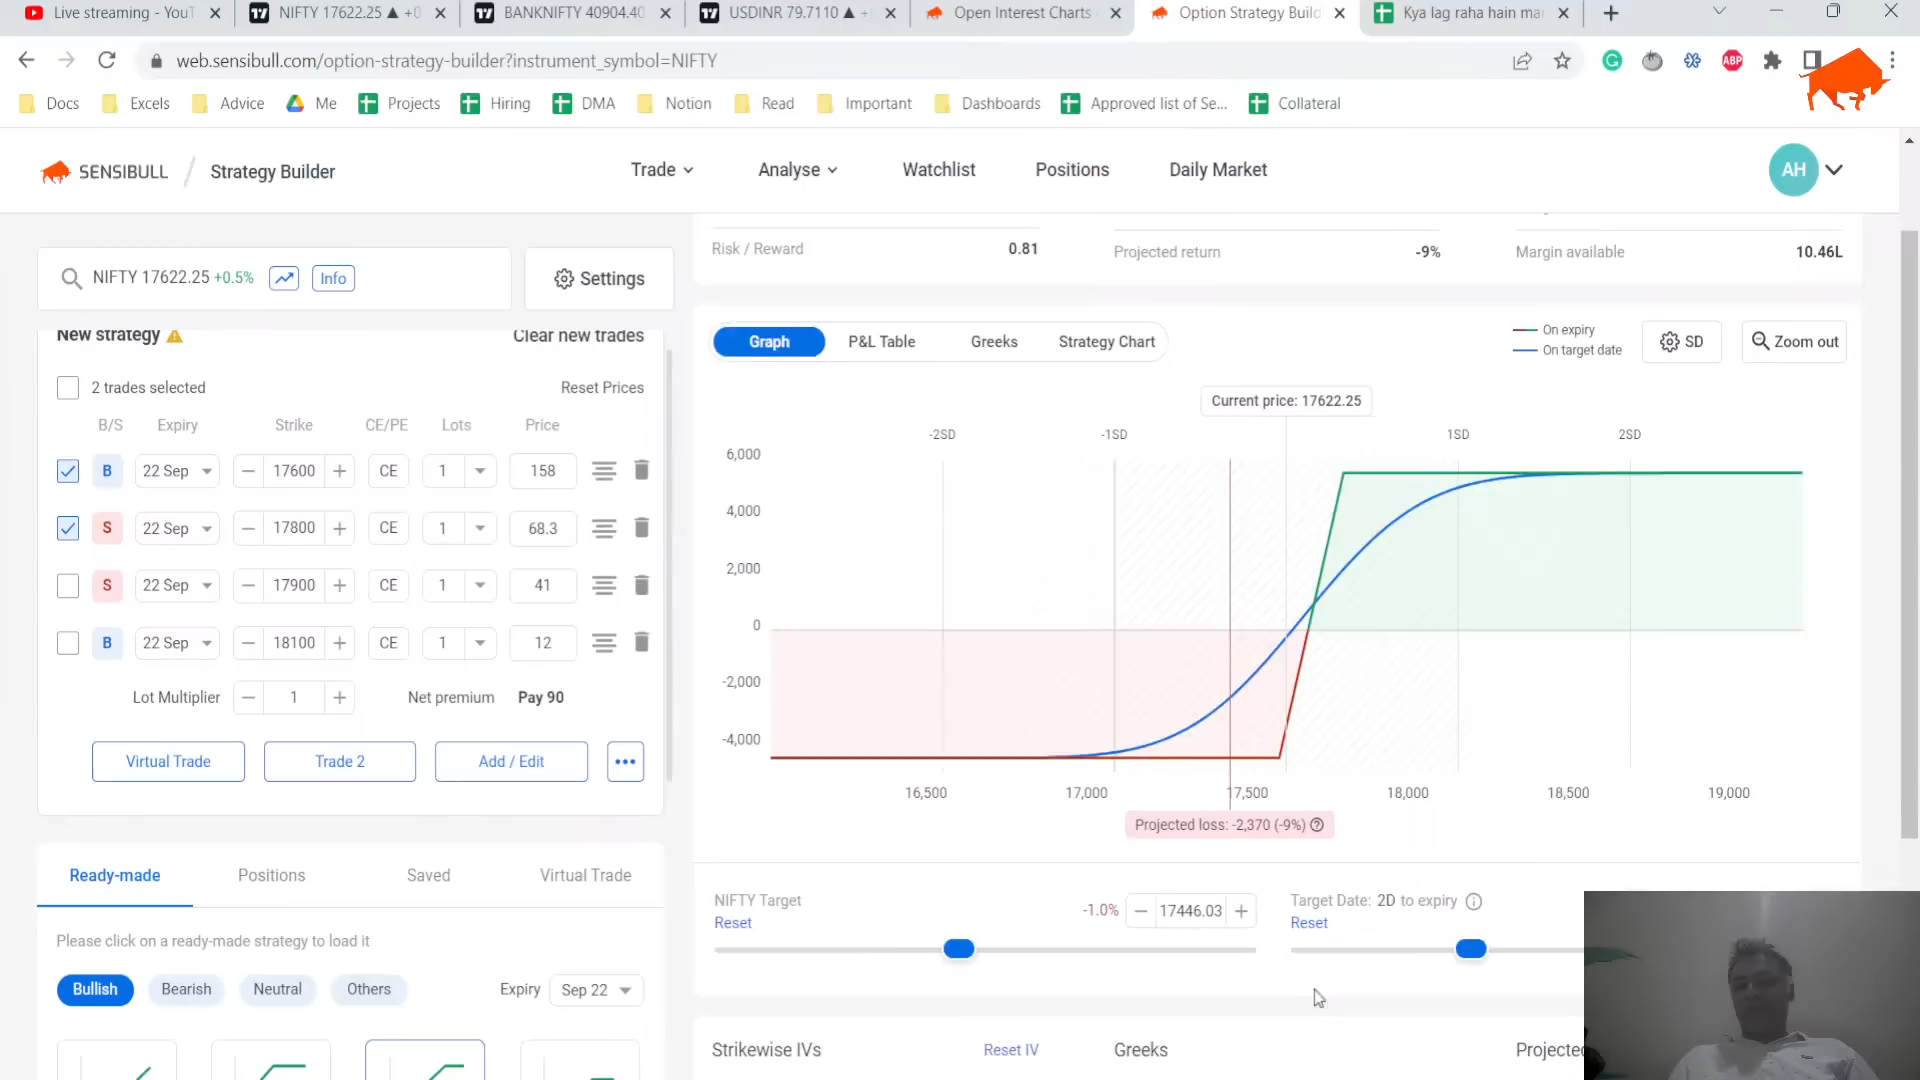 Live streaming - YouT
NIFTY 17622.25 ▲ +0
BANKNIFTY 40904.40
USDINR 79.7110 ▲ +
Open Interest Charts
Option Strategy Build
Kya lag raha hain ma
web.sensibull.com/option-strategy-builder?instrument_symbol=NIFTY
ABP
Docs
Excels
Advice
Me
Projects
Hiring
DMA
Notion
Read
Important
Dashboards
Approved list of Se...
Collateral
SENSIBULL / Strategy Builder
Trade
Analyse
Watchlist
Positions
Daily Market
AH
NIFTY 17622.25 +0.5%
Info
Settings
Risk / Reward 0.81
Projected return -9%
Margin available 10.46L
New strategy
Clear new trades
2 trades selected
Reset Prices
B/S Expiry Strike CE/PE Lots Price
B 22 Sep − 17600 + CE 1 158
S 22 Sep − 17800 + CE 1 68.3
S 22 Sep − 17900 + CE 1 41
B 22 Sep − 18100 + CE 1 12
Lot Multiplier − 1 + Net premium Pay 90
Virtual Trade
Trade 2
Add / Edit
Graph
P&L Table
Greeks
Strategy Chart
On expiry
On target date
SD
Zoom out
Current price: 17622.25
-2SD -1SD 1SD 2SD
6,000
4,000
2,000
0
-2,000
-4,000
16,500 17,000 17,500 18,000 18,500 19,000
Projected loss: -2,370 (-9%)
Ready-made
Positions
Saved
Virtual Trade
Please click on a ready-made strategy to load it
Bullish
Bearish
Neutral
Others
Expiry
Sep 22
NIFTY Target
Reset
-1.0% − 17446.03 +
Target Date: 2D to expiry
Reset
Strikewise IVs
Reset IV
Greeks
Projected